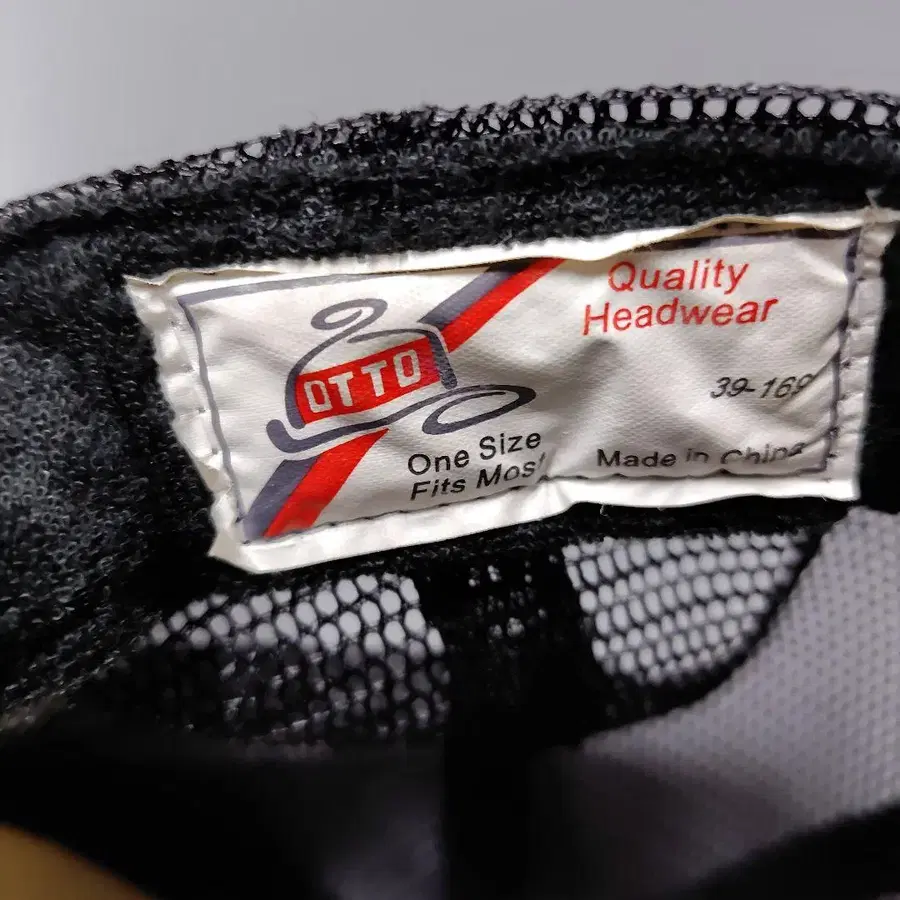 OTTO
Quality
Headwear
39-169
One Size
Fits Most
Made in China